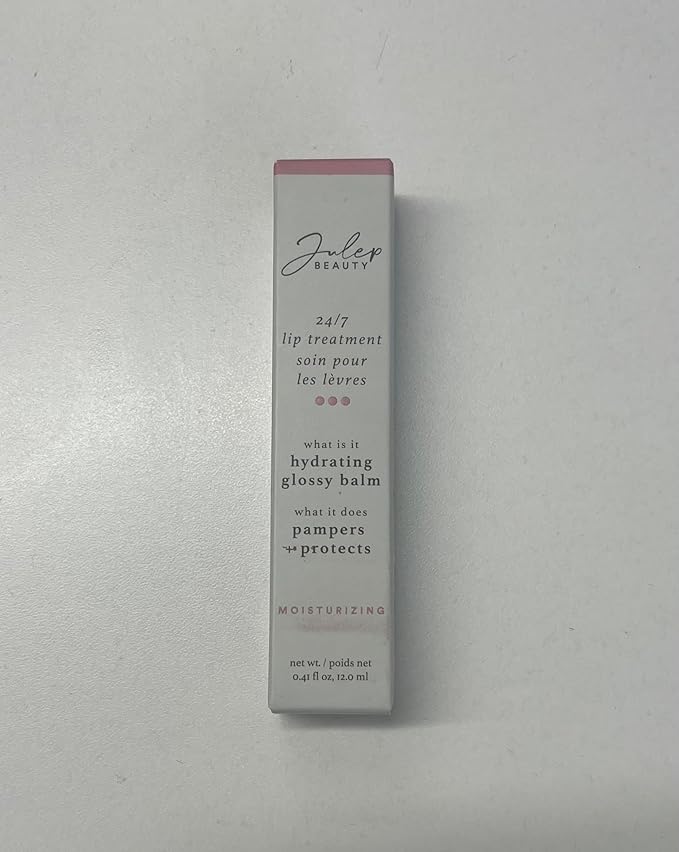 Julep
BEAUTY
24/7
lip treatment
soin pour
les lèvres
what is it
hydrating
glossy balm
what it does
pampers
+ protects
MOISTURIZING
net wt. / poids net
0.41 fl oz, 12.0 ml